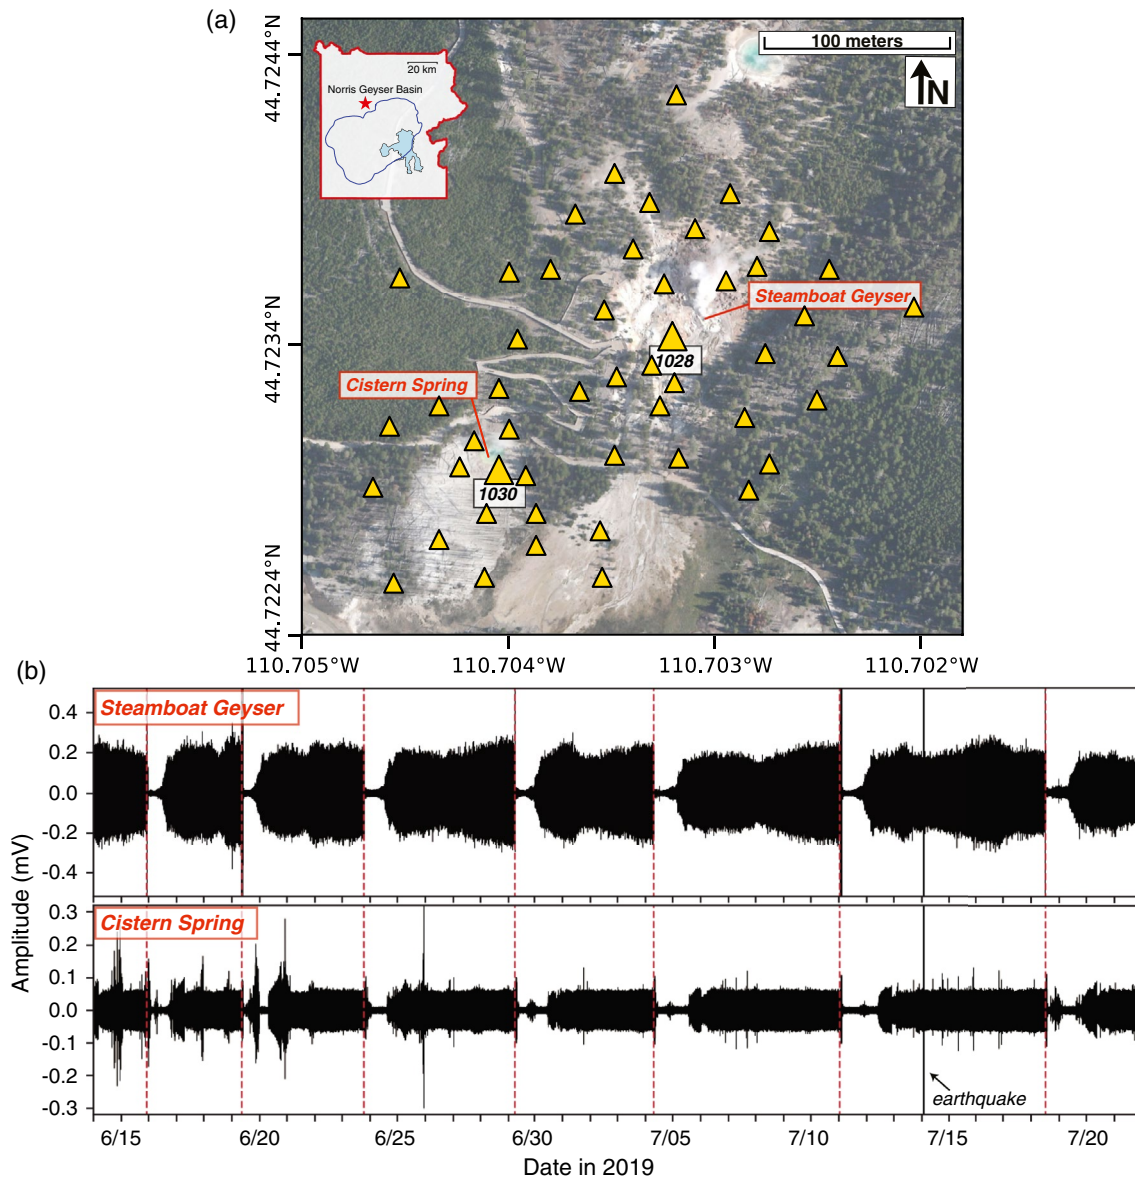 (a)
44.7244°N
44.7234°N
44.7224°N
20 km
Norris Geyser Basin
100 meters
N
Steamboat Geyser
1028
Cistern Spring
1030
110.705°W 110.704°W 110.703°W 110.702°W
(b)
Amplitude (mV)
Steamboat Geyser
0.4
0.2
0.0
-0.2
-0.4
Cistern Spring
0.3
0.2
0.1
0.0
-0.1
-0.2
-0.3
earthquake
6/15 6/20 6/25 6/30 7/05 7/10 7/15 7/20
Date in 2019